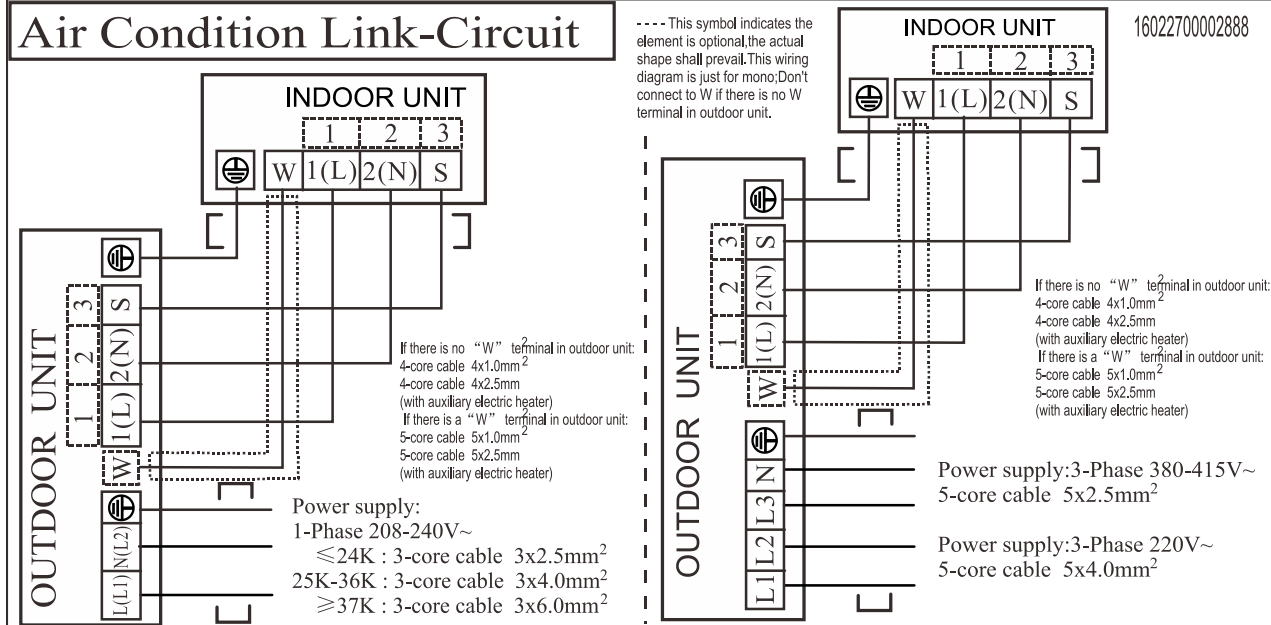 Air Condition Link-Circuit
INDOOR UNIT
1 2 3
W 1(L) 2(N) S
OUTDOOR UNIT
3 S
2 2(N)
1 1(L)
W
N(L2)
L(L1)
If there is no “W” terminal in outdoor unit:
4-core cable 4x1.0mm²
4-core cable 4x2.5mm²
(with auxiliary electric heater)
If there is a “W” terminal in outdoor unit:
5-core cable 5x1.0mm²
5-core cable 5x2.5mm²
(with auxiliary electric heater)
Power supply:
1-Phase 208-240V~
≤24K : 3-core cable 3x2.5mm²
25K-36K : 3-core cable 3x4.0mm²
≥37K : 3-core cable 3x6.0mm²
---- This symbol indicates the
element is optional,the actual
shape shall prevail.This wiring
diagram is just for mono;Don't
connect to W if there is no W
terminal in outdoor unit.
INDOOR UNIT
1 2 3
W 1(L) 2(N) S
16022700002888
OUTDOOR UNIT
3 S
2 2(N)
1 1(L)
W
N
L3
L2
L1
If there is no “W” terminal in outdoor unit:
4-core cable 4x1.0mm²
4-core cable 4x2.5mm²
(with auxiliary electric heater)
If there is a “W” terminal in outdoor unit:
5-core cable 5x1.0mm²
5-core cable 5x2.5mm²
(with auxiliary electric heater)
Power supply:3-Phase 380-415V~
5-core cable 5x2.5mm²
Power supply:3-Phase 220V~
5-core cable 5x4.0mm²